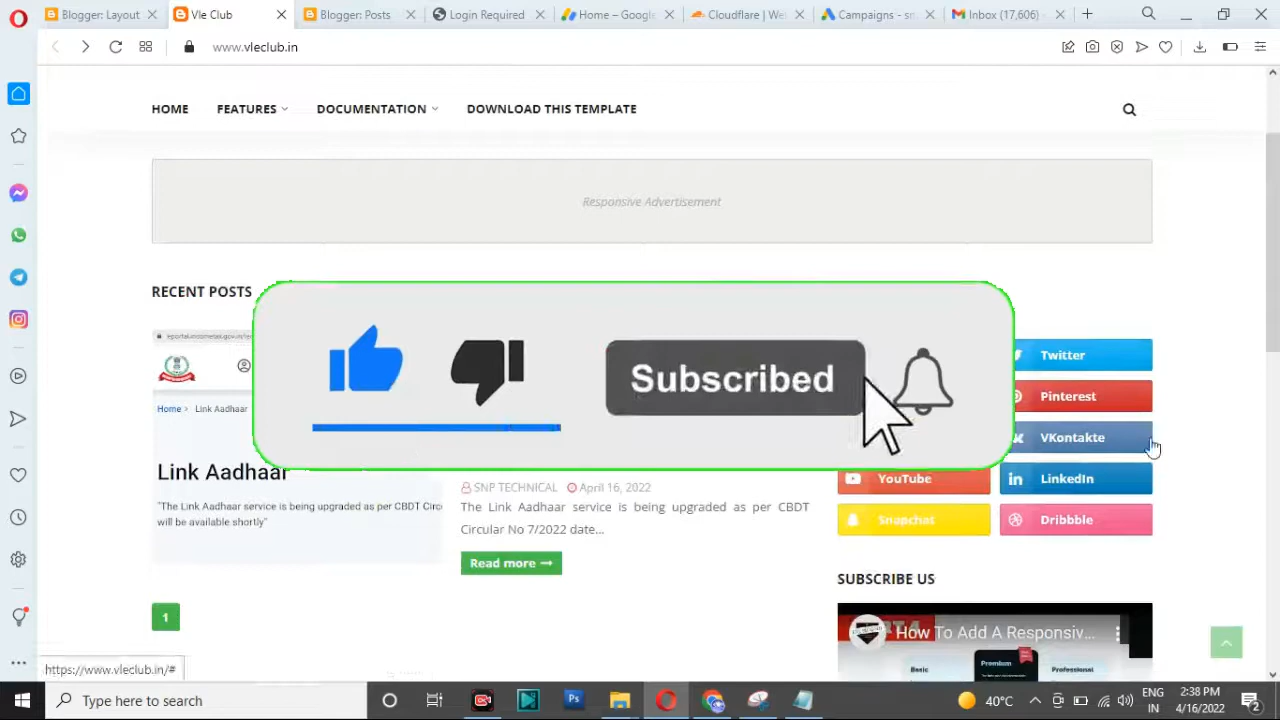 Blogger: Layout
Vle Club
Blogger: Posts
Login Required
Home – Google
Cloudflare | We
Campaigns - sn
Inbox (17,606)
www.vleclub.in
HOME FEATURES DOCUMENTATION DOWNLOAD THIS TEMPLATE
Responsive Advertisement
RECENT POSTS
Home > Link Aadhaar
Link Aadhaar
"The Link Aadhaar service is being upgraded as per CBDT Circ
will be available shortly"
Subscribed
SNP TECHNICAL April 16, 2022
The Link Aadhaar service is being upgraded as per CBDT
Circular No 7/2022 date...
Read more
1
Twitter
Pinterest
VKontakte
YouTube
LinkedIn
Snapchat
Dribbble
SUBSCRIBE US
How To Add A Responsiv...
Basic
Premium
Professional
https://www.vleclub.in/#
Type here to search
40°C
ENG
IN
2:38 PM
4/16/2022
2